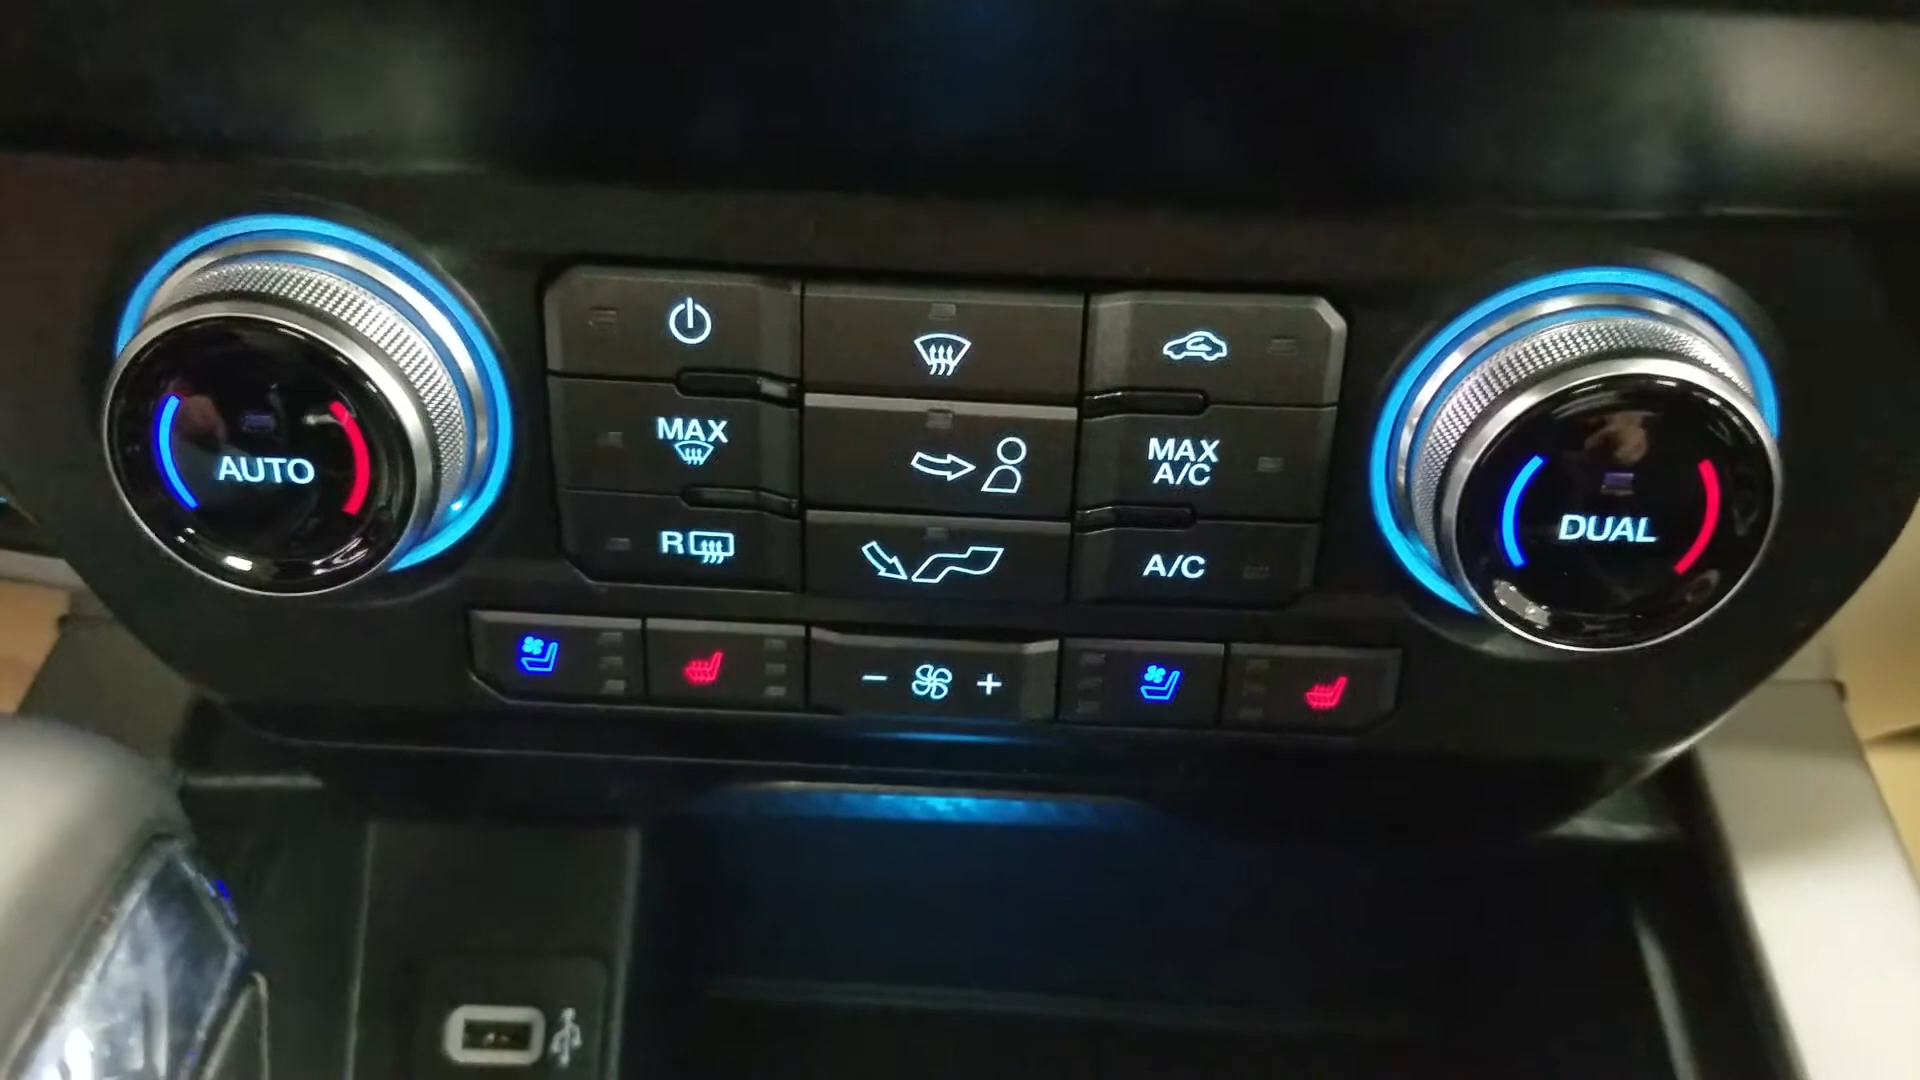 AUTO
MAX
R
MAX
A/C
A/C
DUAL
- +